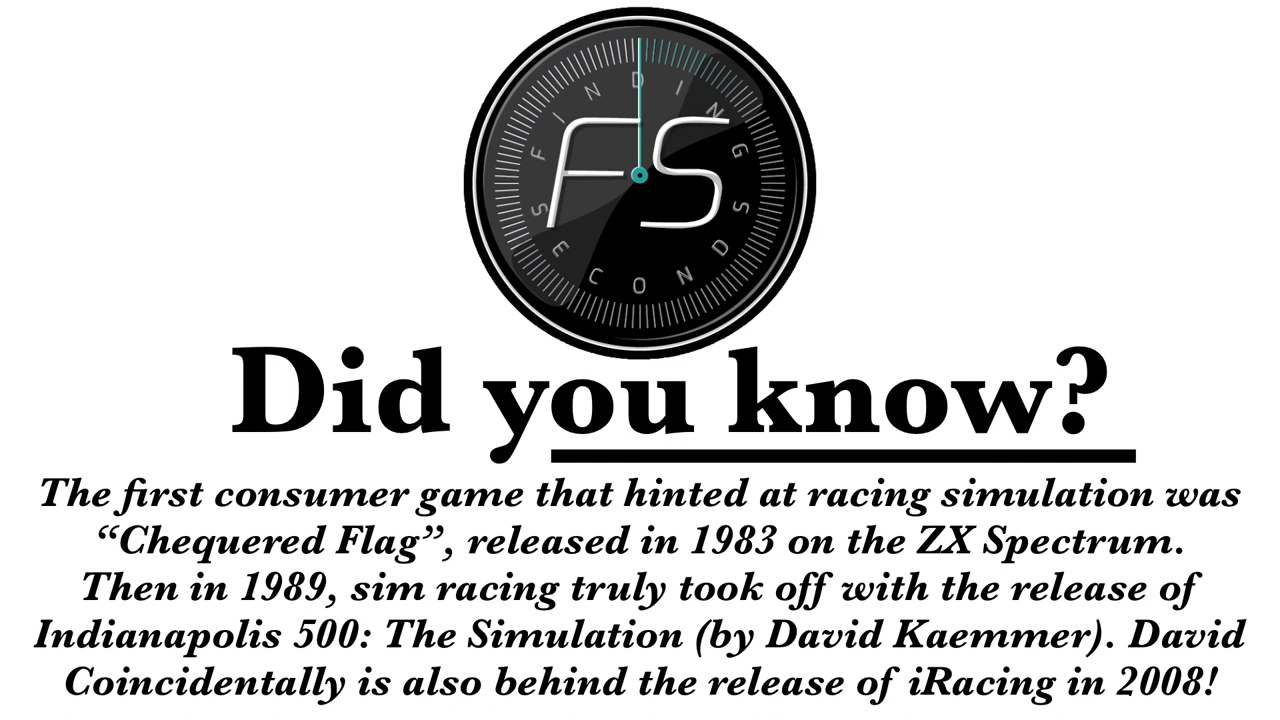 FINDING
FS
SECONDS
Did you know?
The first consumer game that hinted at racing simulation was
“Chequered Flag”, released in 1983 on the ZX Spectrum.
Then in 1989, sim racing truly took off with the release of
Indianapolis 500: The Simulation (by David Kaemmer). David
Coincidentally is also behind the release of iRacing in 2008!